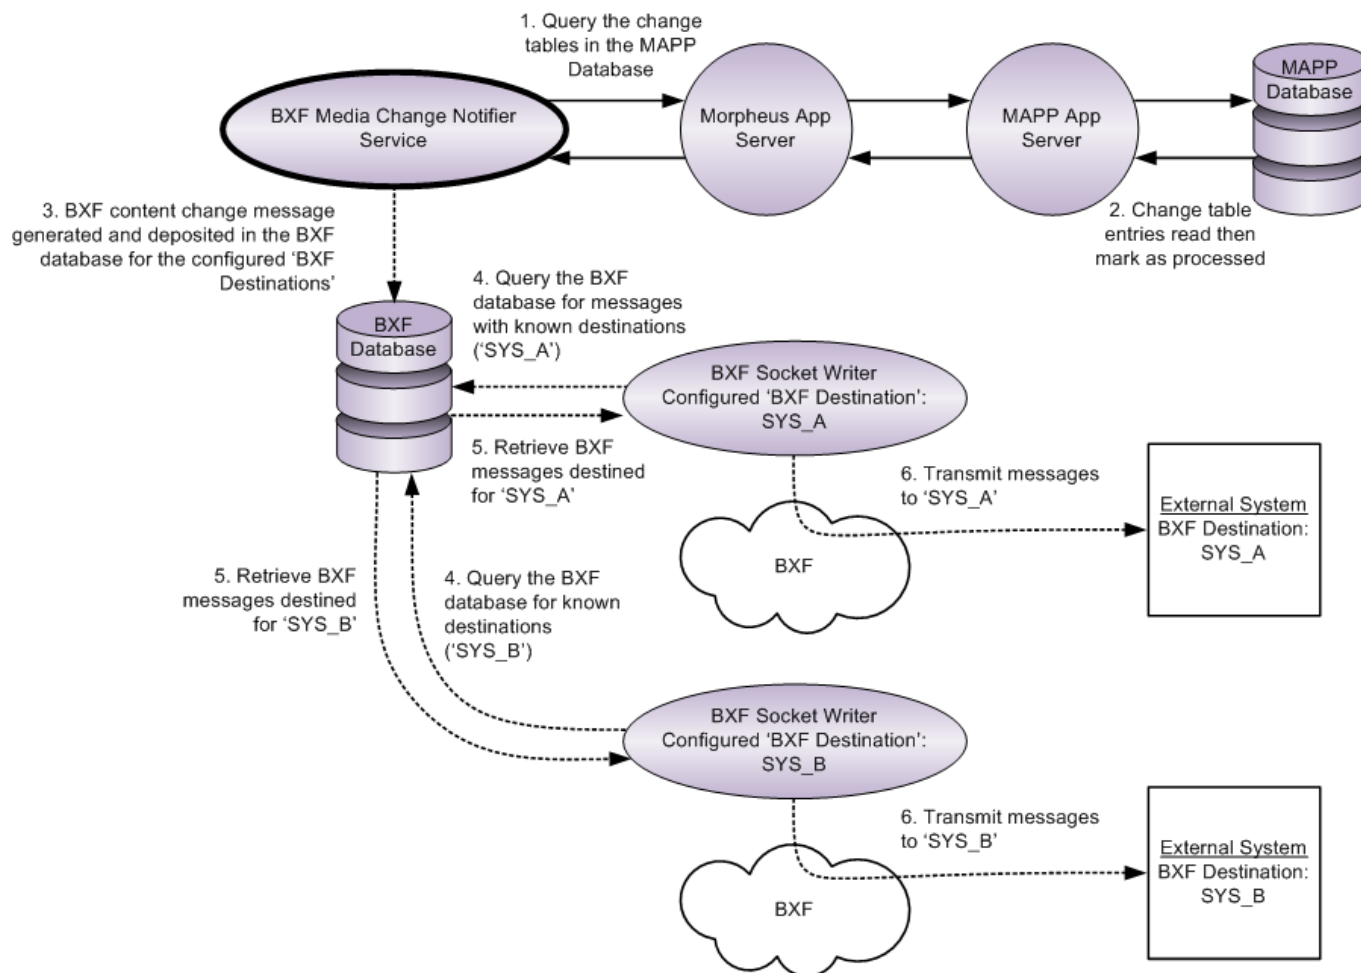 1. Query the change
tables in the MAPP
Database
BXF Media Change Notifier
Service
Morpheus App
Server
MAPP App
Server
MAPP
Database
2. Change table
entries read then
mark as processed
3. BXF content change message
generated and deposited in the BXF
database for the configured ‘BXF
Destinations’
BXF
Database
4. Query the BXF
database for messages
with known destinations
(‘SYS_A’)
BXF Socket Writer
Configured ‘BXF Destination’:
SYS_A
5. Retrieve BXF
messages destined
for ‘SYS_A’
6. Transmit messages
to ‘SYS_A’
BXF
External System
BXF Destination:
SYS_A
5. Retrieve BXF
messages destined
for ‘SYS_B’
4. Query the BXF
database for known
destinations
(‘SYS_B’)
BXF Socket Writer
Configured ‘BXF Destination’:
SYS_B
6. Transmit messages
to ‘SYS_B’
BXF
External System
BXF Destination:
SYS_B